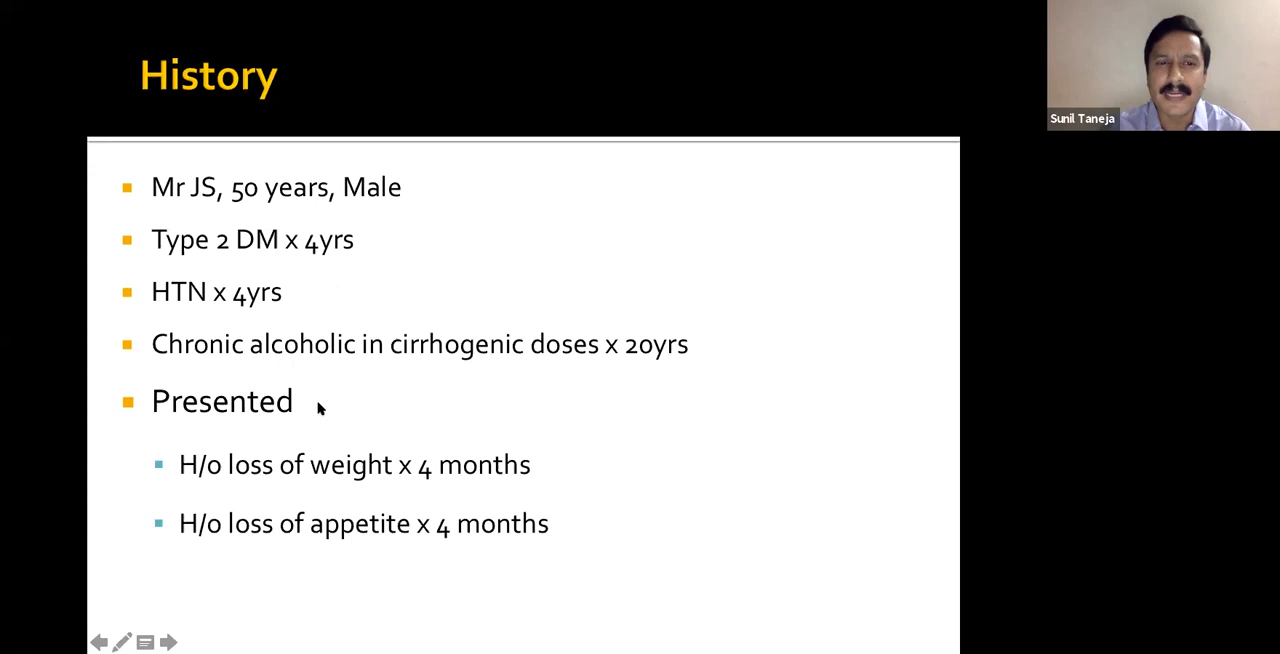 History
Sunil Taneja
Mr JS, 50 years, Male
Type 2 DM x 4yrs
HTN x 4yrs
Chronic alcoholic in cirrhogenic doses x 20yrs
Presented
H/o loss of weight x 4 months
H/o loss of appetite x 4 months